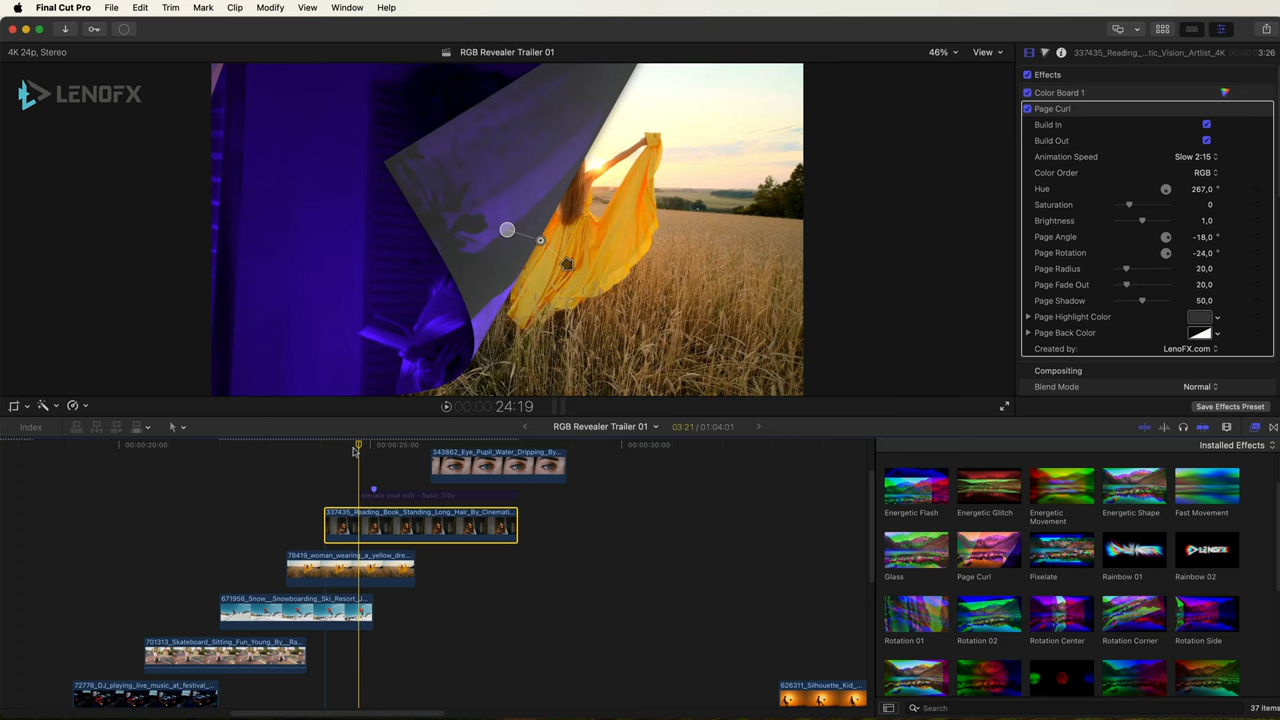 Final Cut Pro File Edit Trim Mark Clip Modify View Window Help
4K 24p, Stereo
RGB Revealer Trailer 01
46%
View
337435_Reading_...tic_Vision_Artlist_4K
3:26
LENOFX
Effects
Color Board 1
Page Curl
Build In
Build Out
Animation Speed Slow 2:15
Color Order RGB
Hue 267,0 °
Saturation 0
Brightness 1,0
Page Angle -18,0 °
Page Rotation -24,0 °
Page Radius 20,0
Page Fade Out 20,0
Page Shadow 50,0
Page Highlight Color
Page Back Color
Created by: LenoFX.com
Compositing
Blend Mode Normal
Save Effects Preset
00:00:24:19
Index
RGB Revealer Trailer 01
03:21 / 01:04:01
00:00:20:00
00:00:25:00
00:00:30:00
Installed Effects
343862_Eye_Pupil_Water_Dripping_By...
elevate your edit - Basic Title
337435_Reading_Book_Standing_Long_Hair_By_Cinemati...
78419_woman_wearing_a_yellow_dre...
671956_Snow__Snowboarding_Ski_Resort_J...
701313_Skateboard_Sitting_Fun_Young_By__Ra...
72776_DJ_playing_live_music_at_festival_...
626311_Silhouette_Kid_...
Energetic Flash
Energetic Glitch
Energetic Movement
Energetic Shape
Fast Movement
Glass
Page Curl
Pixelate
Rainbow 01
Rainbow 02
Rotation 01
Rotation 02
Rotation Center
Rotation Corner
Rotation Side
Search
37 items